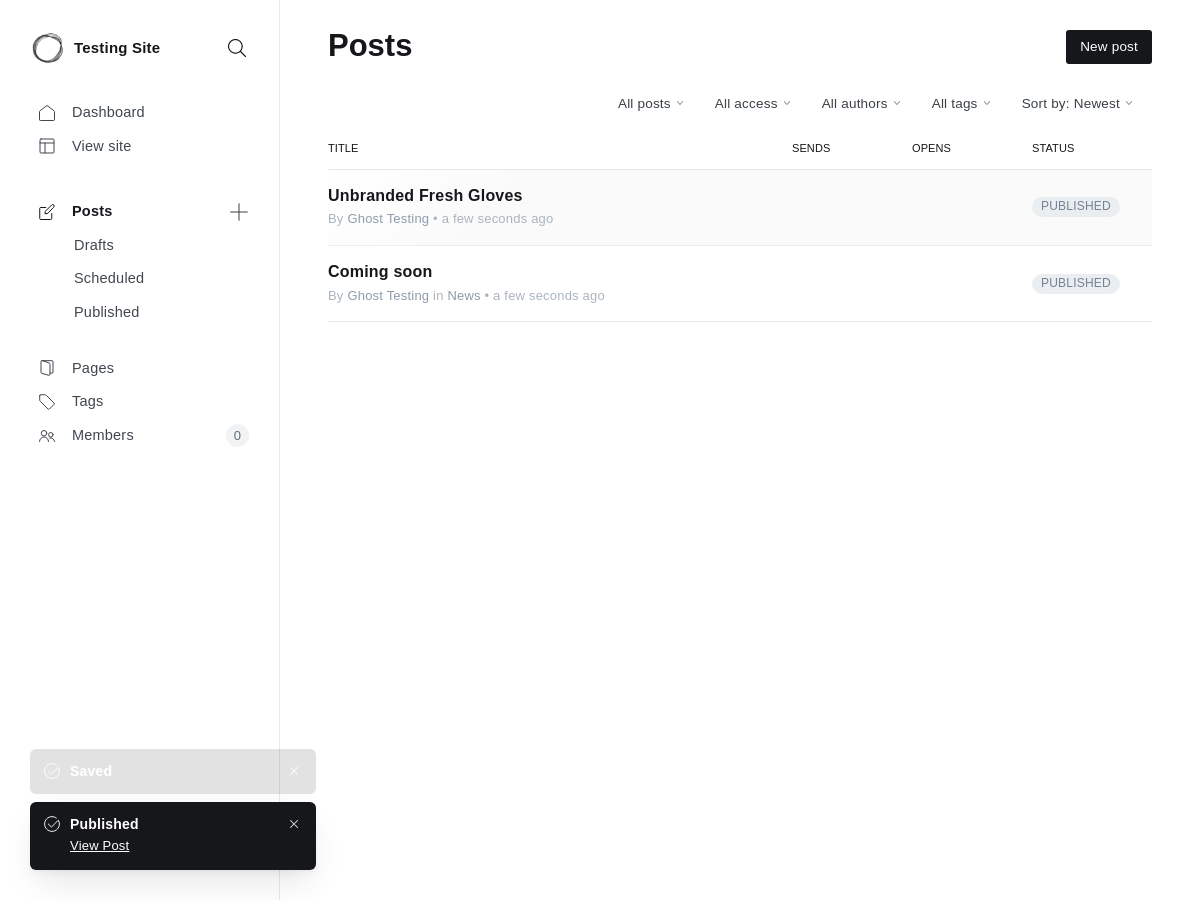 Testing Site
Dashboard
View site
Posts
Drafts
Scheduled
Published
Pages
Tags
Members 0
Posts
New post
All posts All access All authors All tags Sort by: Newest
TITLE SENDS OPENS STATUS
Unbranded Fresh Gloves
By Ghost Testing • a few seconds ago
PUBLISHED
Coming soon
By Ghost Testing in News • a few seconds ago
PUBLISHED
Saved
Published
View Post